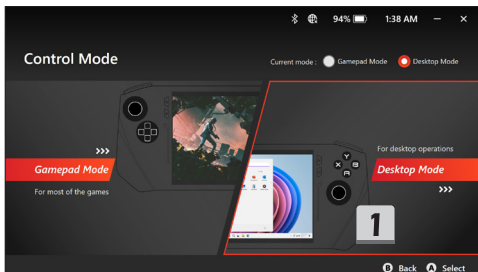 94% 1:38 AM
Control Mode
Current mode : Gamepad Mode Desktop Mode
Gamepad Mode
For most of the games
For desktop operations
Desktop Mode
Y
X B
A
1
B Back A Select